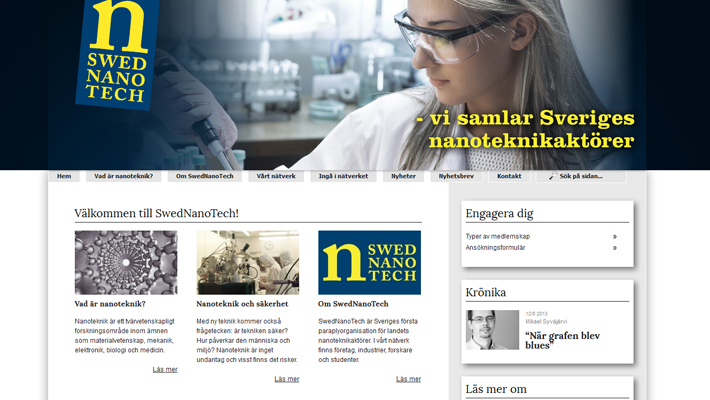 n
SWED
NANO
TECH
- vi samlar Sveriges
nanoteknikaktörer
Hem
Vad är nanoteknik?
Om SwedNanoTech
Vårt nätverk
Ingå i nätverket
Nyheter
Nyhetsbrev
Kontakt
Sök på sidan...
Välkommen till SwedNanoTech!
Vad är nanoteknik?
Nanoteknik är ett tvärvetenskapligt
forskningsområde inom ämnen
som materialvetenskap, mekanik,
elektronik, biologi och medicin.
Läs mer
Nanoteknik och säkerhet
Med ny teknik kommer också
frågetecken: är tekniken säker?
Hur påverkar den människa och
miljö? Nanoteknik är inget
undantag och visst finns det risker.
Läs mer
n SWED
NANO
TECH
Om SwedNanoTech
SwedNanoTech är Sveriges första
paraplyorganisation för landets
nanoteknikaktörer. I vårt nätverk
finns företag, industrier, forskare
och studenter.
Läs mer
Engagera dig
Typer av medlemskap »
Ansökningsformulär »
Krönika
12/6 2013
Mikael Syväjärvi
“När grafen blev
blues”
Läs mer om